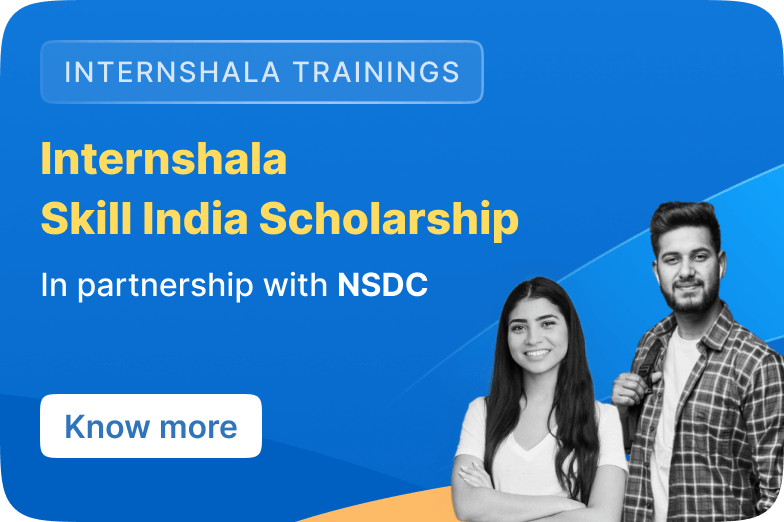 INTERNSHALA TRAININGS
Internshala
Skill India Scholarship
In partnership with NSDC
Know more